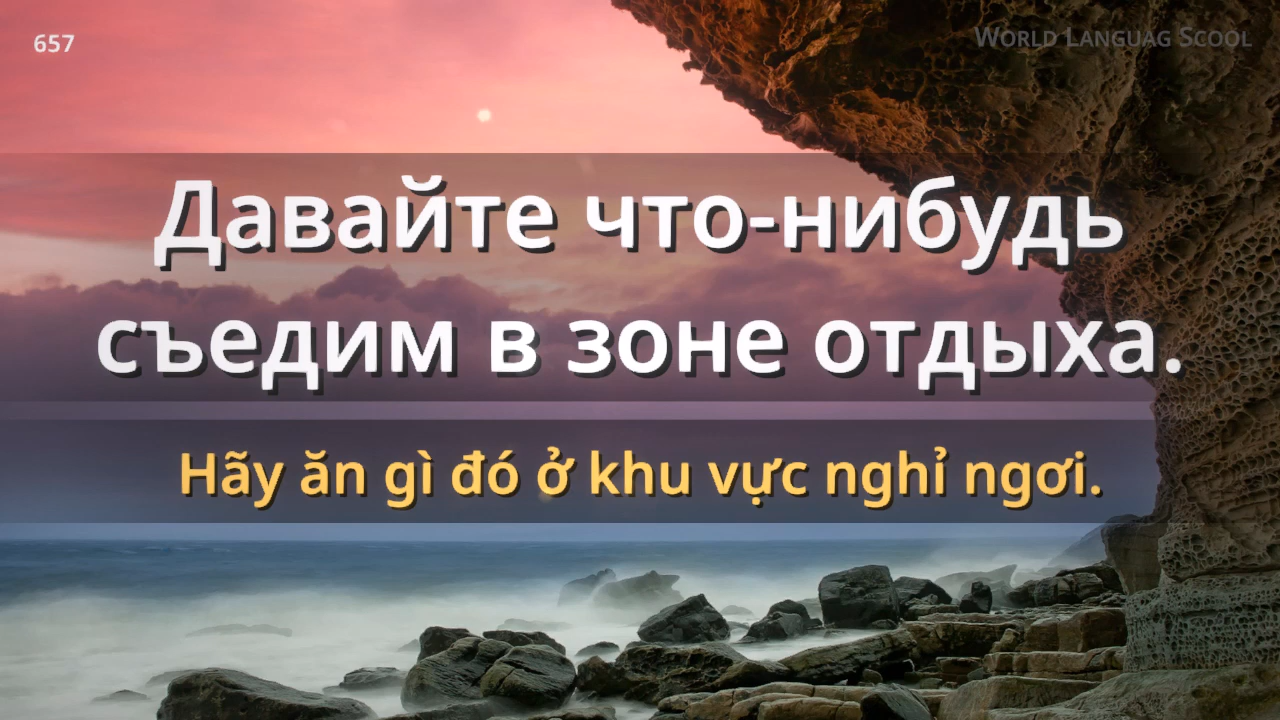 657
World Languag Scool
Давайте что-нибудь
съедим в зоне отдыха.
Hãy ăn gì đó ở khu vực nghỉ ngơi.